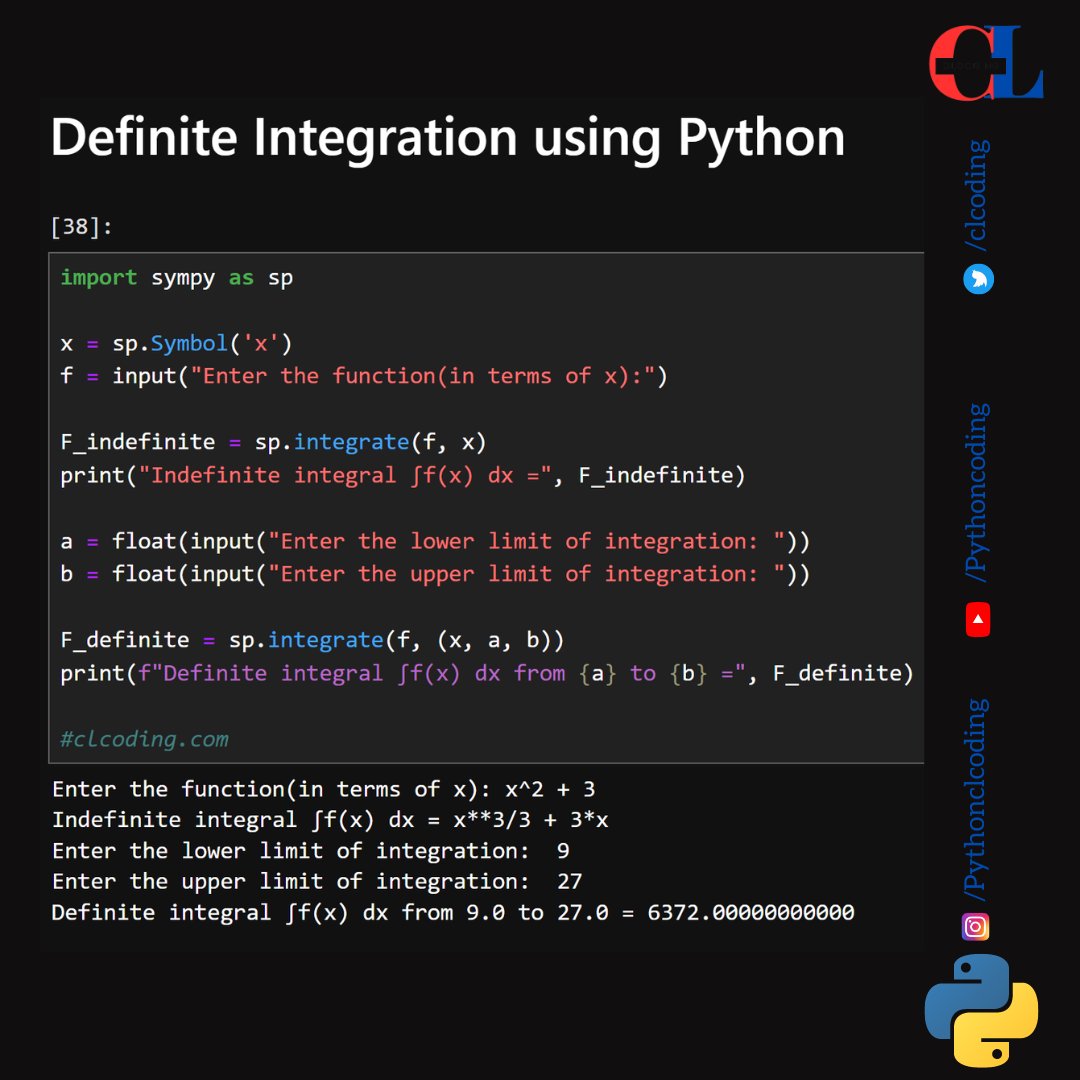 CL
Definite Integration using Python
/clcoding
[38]:
import sympy as sp
x = sp.Symbol('x')
f = input("Enter the function(in terms of x):")
F_indefinite = sp.integrate(f, x)
print("Indefinite integral ∫f(x) dx =", F_indefinite)
a = float(input("Enter the lower limit of integration: "))
b = float(input("Enter the upper limit of integration: "))
F_definite = sp.integrate(f, (x, a, b))
print(f"Definite integral ∫f(x) dx from {a} to {b} =", F_definite)
#clcoding.com
/Pythoncoding
Enter the function(in terms of x): x^2 + 3
Indefinite integral ∫f(x) dx = x**3/3 + 3*x
Enter the lower limit of integration:  9
Enter the upper limit of integration:  27
Definite integral ∫f(x) dx from 9.0 to 27.0 = 6372.00000000000
/Pythonclcoding